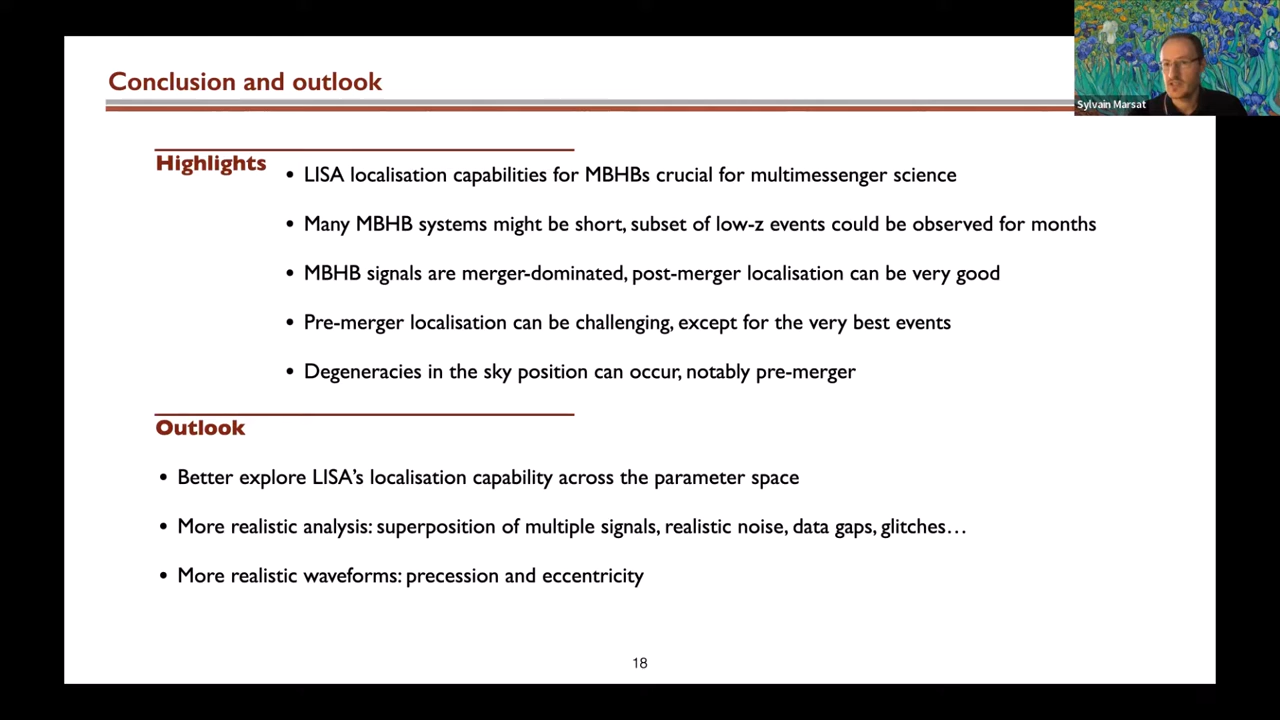 Conclusion and outlook
Sylvain Marsat
Highlights
• LISA localisation capabilities for MBHBs crucial for multimessenger science
• Many MBHB systems might be short, subset of low-z events could be observed for months
• MBHB signals are merger-dominated, post-merger localisation can be very good
• Pre-merger localisation can be challenging, except for the very best events
• Degeneracies in the sky position can occur, notably pre-merger
Outlook
• Better explore LISA’s localisation capability across the parameter space
• More realistic analysis: superposition of multiple signals, realistic noise, data gaps, glitches…
• More realistic waveforms: precession and eccentricity
18